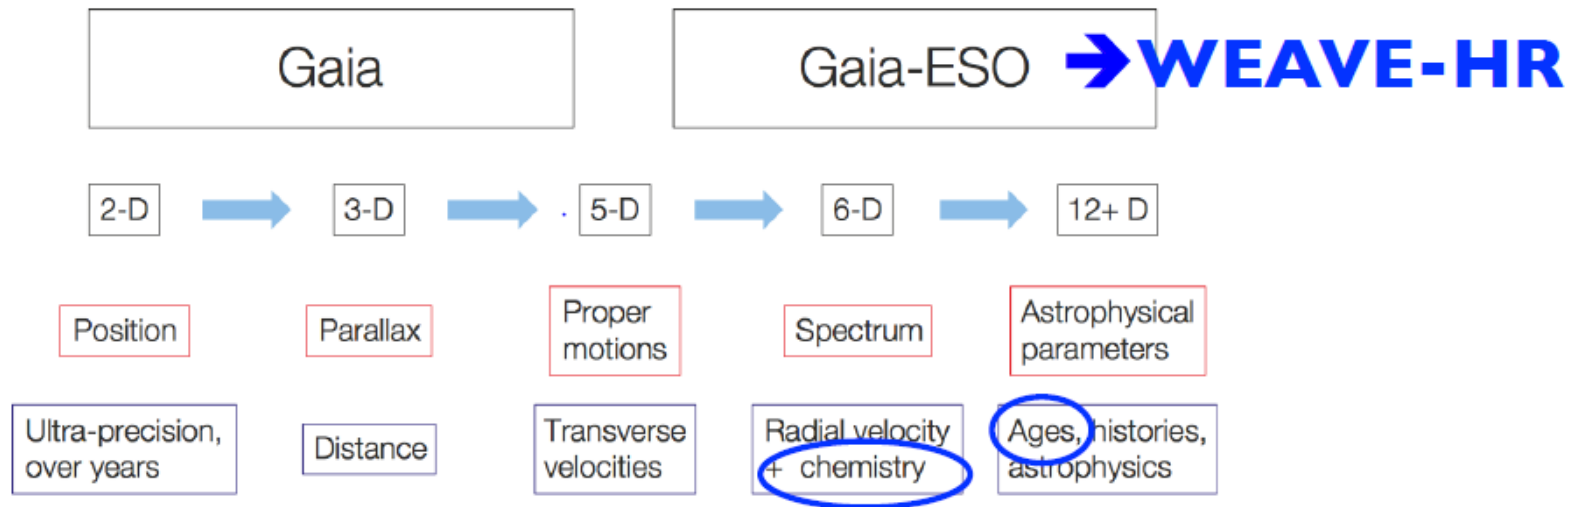 Gaia
Gaia-ESO ➔WEAVE-HR
2-D
3-D
5-D
6-D
12+ D
Position
Parallax
Proper
motions
Spectrum
Astrophysical
parameters
Ultra-precision,
over years
Distance
Transverse
velocities
Radial velocity
+ chemistry
Ages, histories,
astrophysics